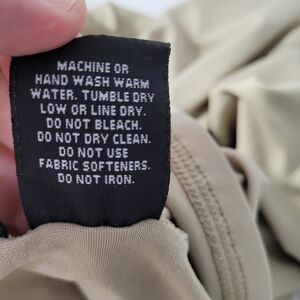 MACHINE OR
HAND WASH WARM
WATER. TUMBLE DRY
LOW OR LINE DRY.
DO NOT BLEACH.
DO NOT DRY CLEAN.
DO NOT USE
FABRIC SOFTENERS.
DO NOT IRON.